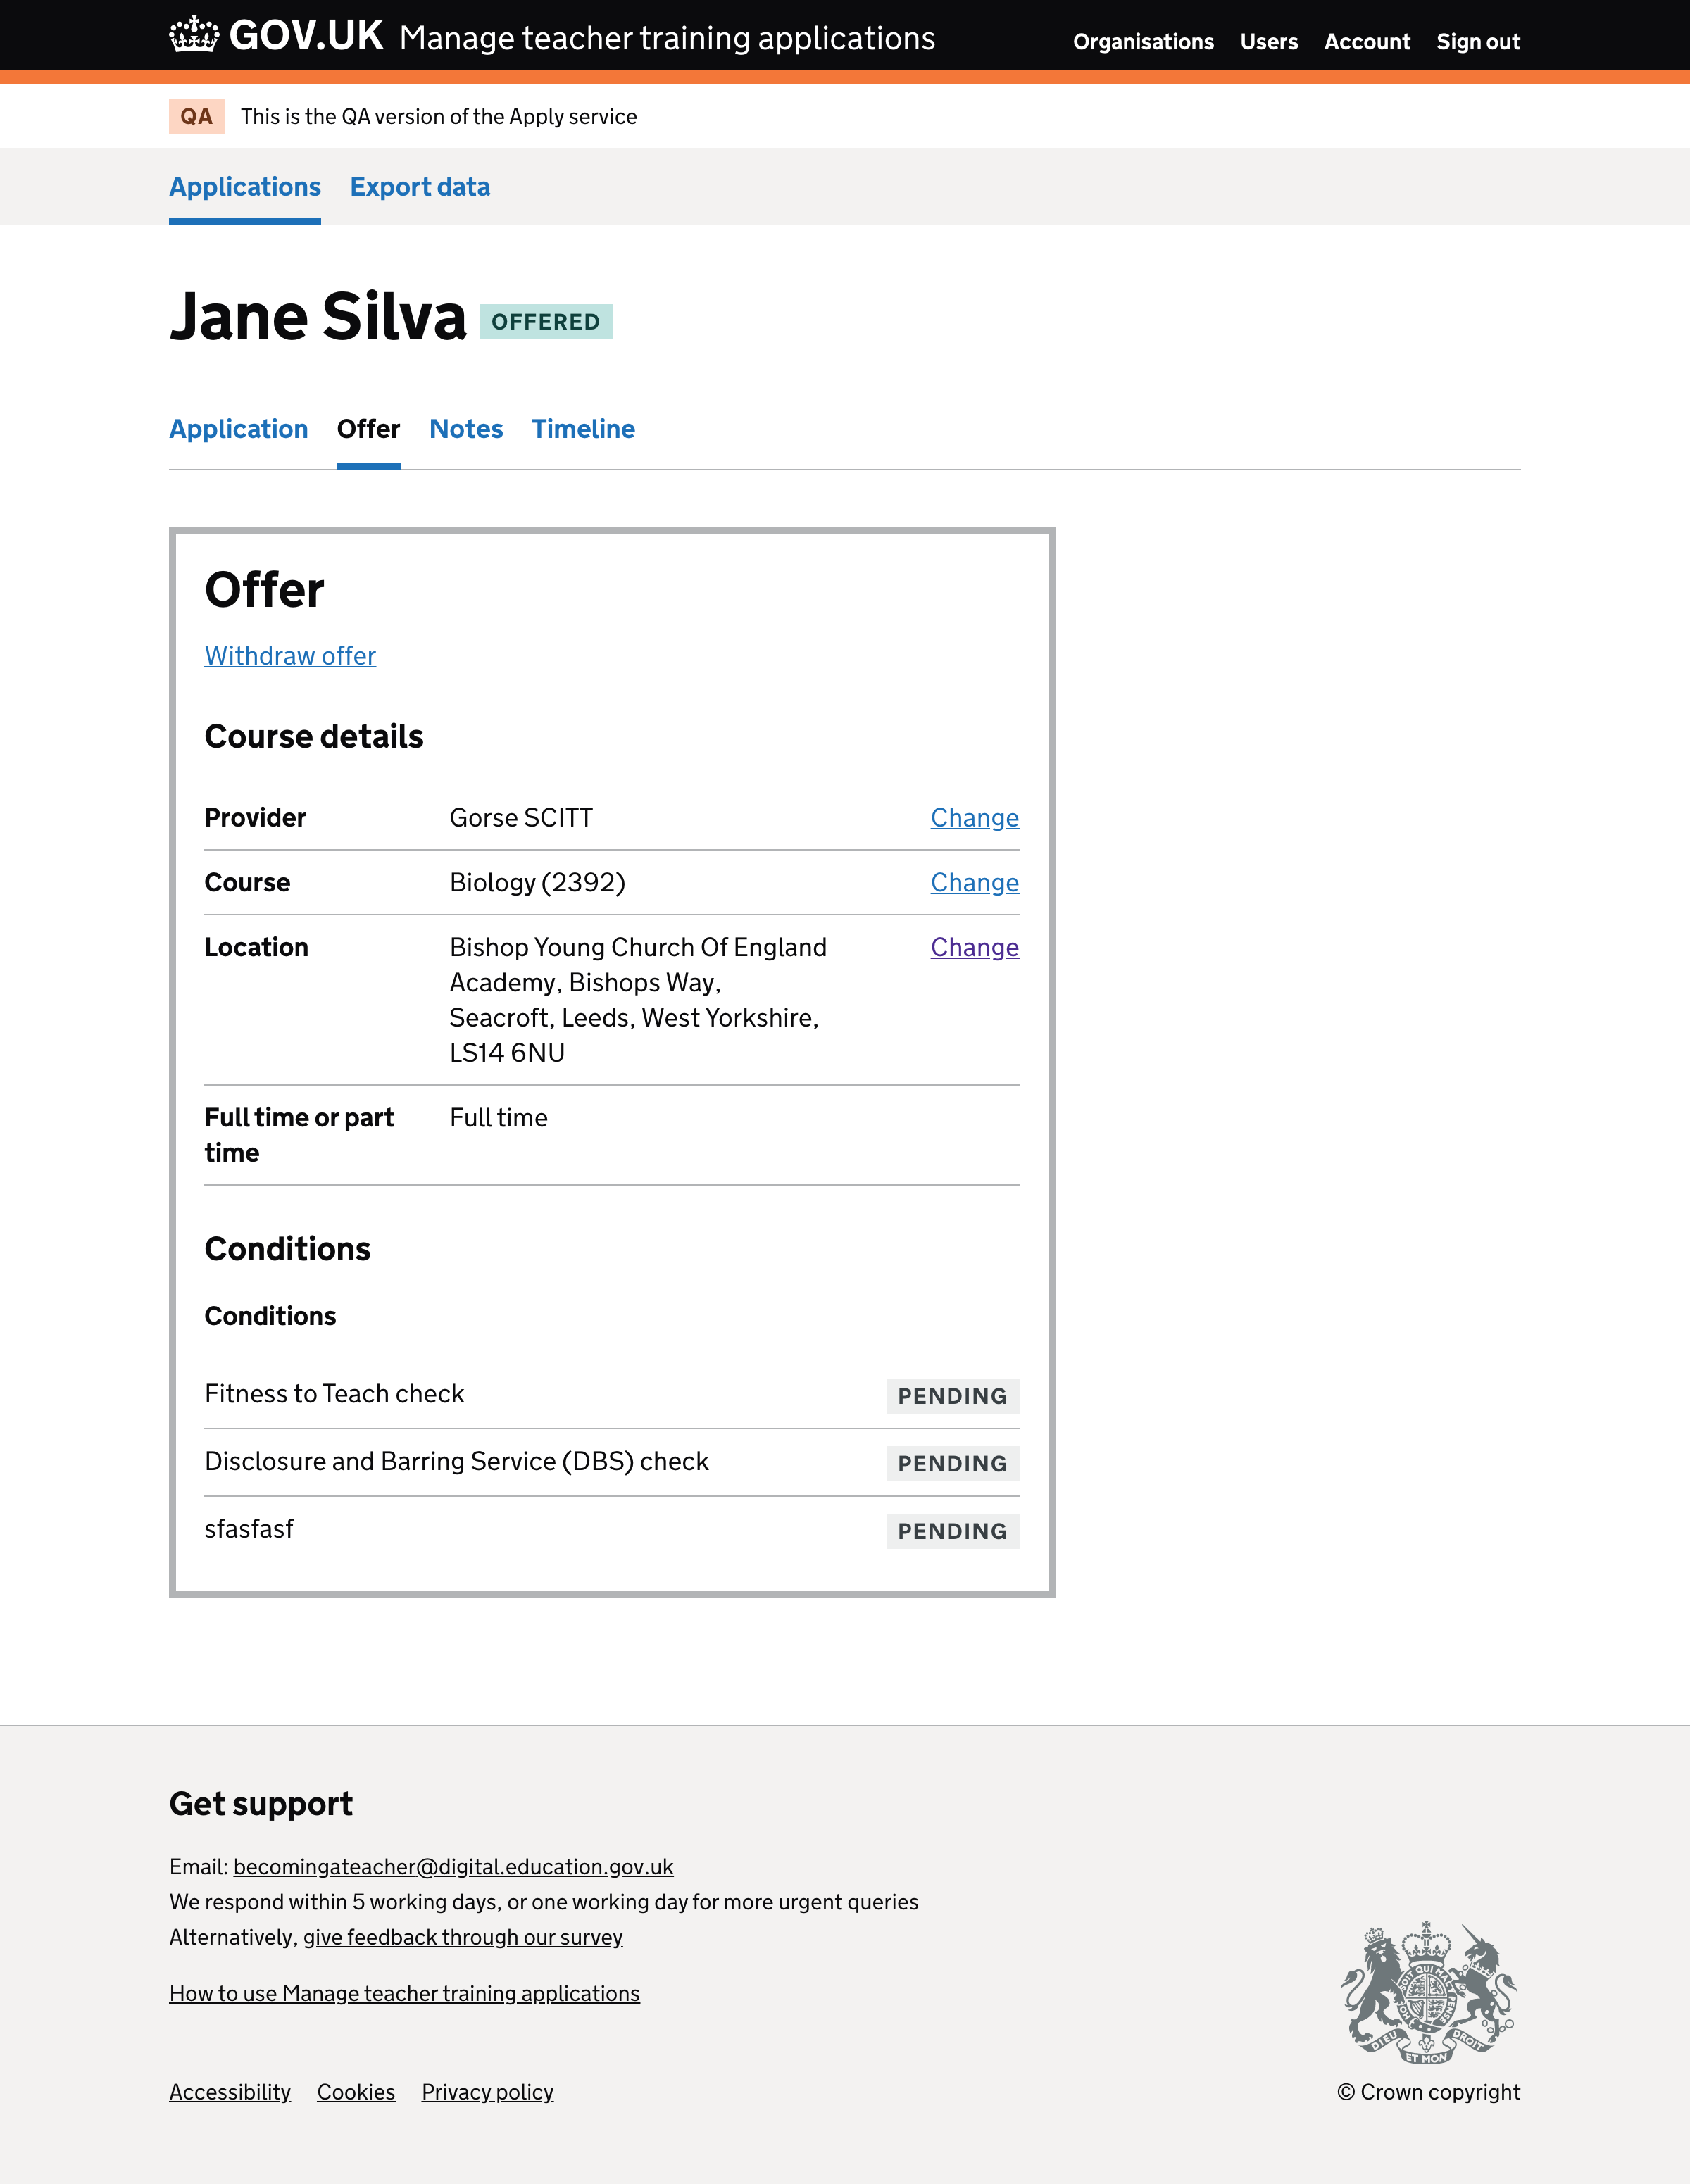 GOV.UK Manage teacher training applications Organisations Users Account Sign out
QA This is the QA version of the Apply service
Applications Export data
Jane Silva OFFERED
Application Offer Notes Timeline
Offer
Withdraw offer
Course details
Provider Gorse SCITT Change
Course Biology (2392) Change
Location Bishop Young Church Of England Change
Academy, Bishops Way,
Seacroft, Leeds, West Yorkshire,
LS14 6NU
Full time or part Full time
time
Conditions
Conditions
Fitness to Teach check PENDING
Disclosure and Barring Service (DBS) check PENDING
sfasfasf PENDING
Get support
Email: becomingateacher@digital.education.gov.uk
We respond within 5 working days, or one working day for more urgent queries
Alternatively, give feedback through our survey
How to use Manage teacher training applications
DIEU ET MON DROIT
Accessibility Cookies Privacy policy © Crown copyright